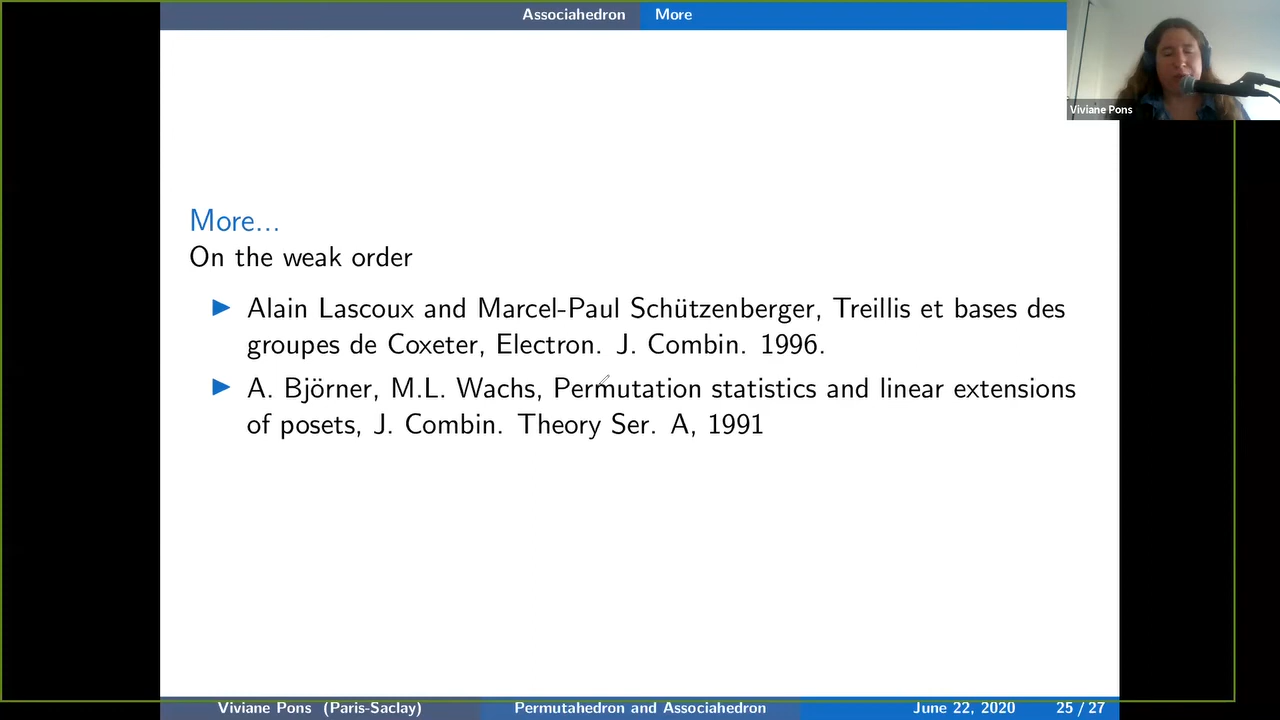 Associahedron More
Viviane Pons
More...
On the weak order
▶ Alain Lascoux and Marcel-Paul Schützenberger, Treillis et bases des
groupes de Coxeter, Electron. J. Combin. 1996.
▶ A. Björner, M.L. Wachs, Permutation statistics and linear extensions
of posets, J. Combin. Theory Ser. A, 1991
Viviane Pons (Paris-Saclay) Permutahedron and Associahedron June 22, 2020 25 / 27